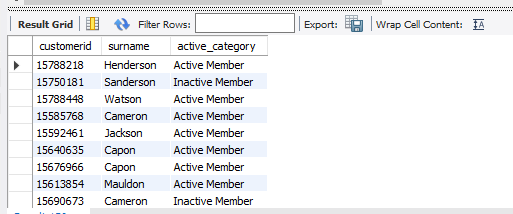 Result Grid Filter Rows: Export: Wrap Cell Content:
customerid surname active_category
15788218 Henderson Active Member
15750181 Sanderson Inactive Member
15788448 Watson Active Member
15585768 Cameron Active Member
15592461 Jackson Active Member
15640635 Capon Active Member
15676966 Capon Active Member
15613854 Mauldon Active Member
15690673 Cameron Inactive Member